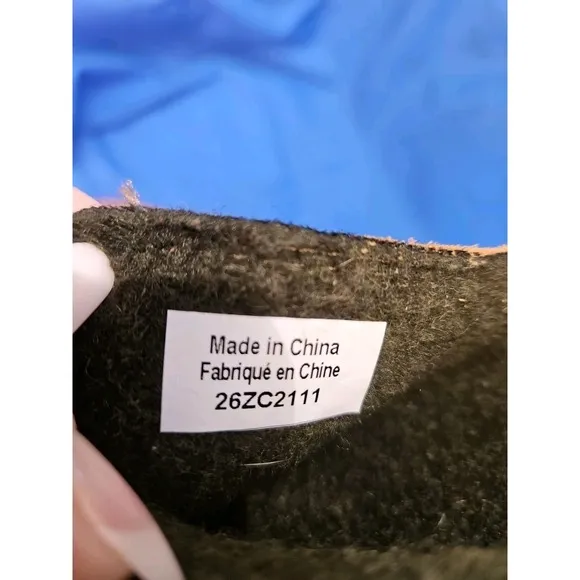 Made in China
Fabriqué en Chine
26ZC2111